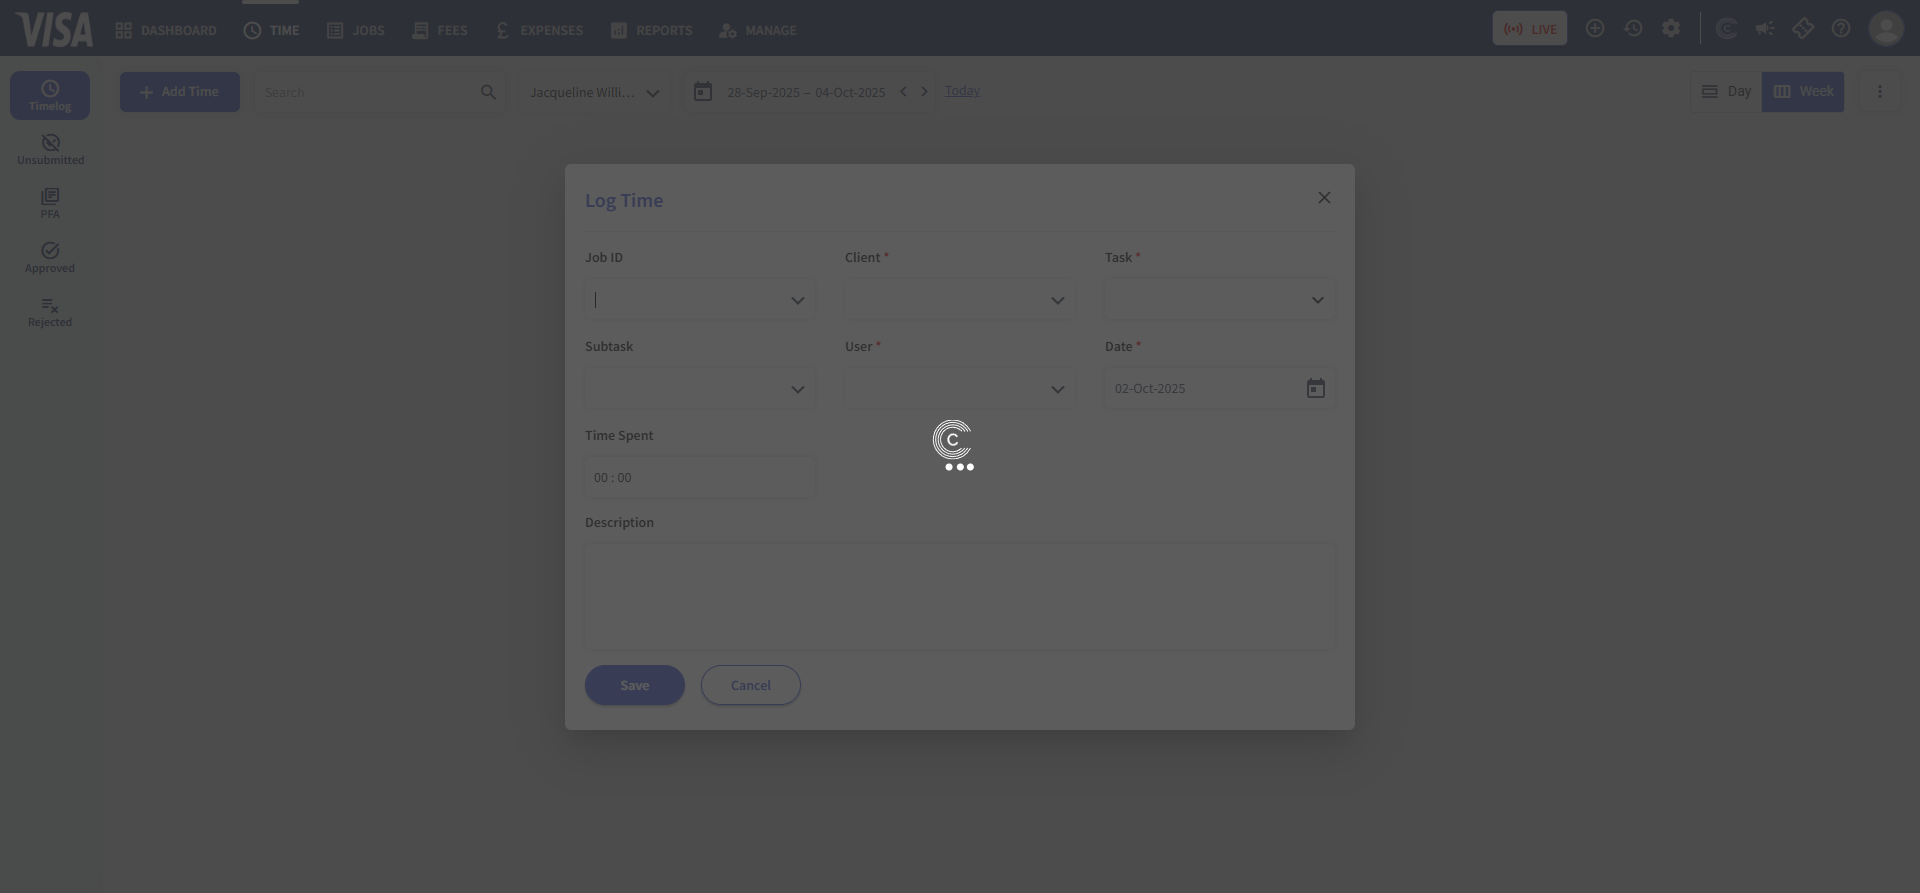 VISA DASHBOARD TIME JOBS FEES EXPENSES REPORTS MANAGE LIVE
Timelog
Unsubmitted
PFA
Approved
Rejected
Add Time Search Jacqueline Willi... 28-Sep-2025 – 04-Oct-2025 Today Day Week
Log Time
Job ID Client * Task *
Subtask User * Date *
02-Oct-2025
Time Spent
00 : 00
Description
Save Cancel
C